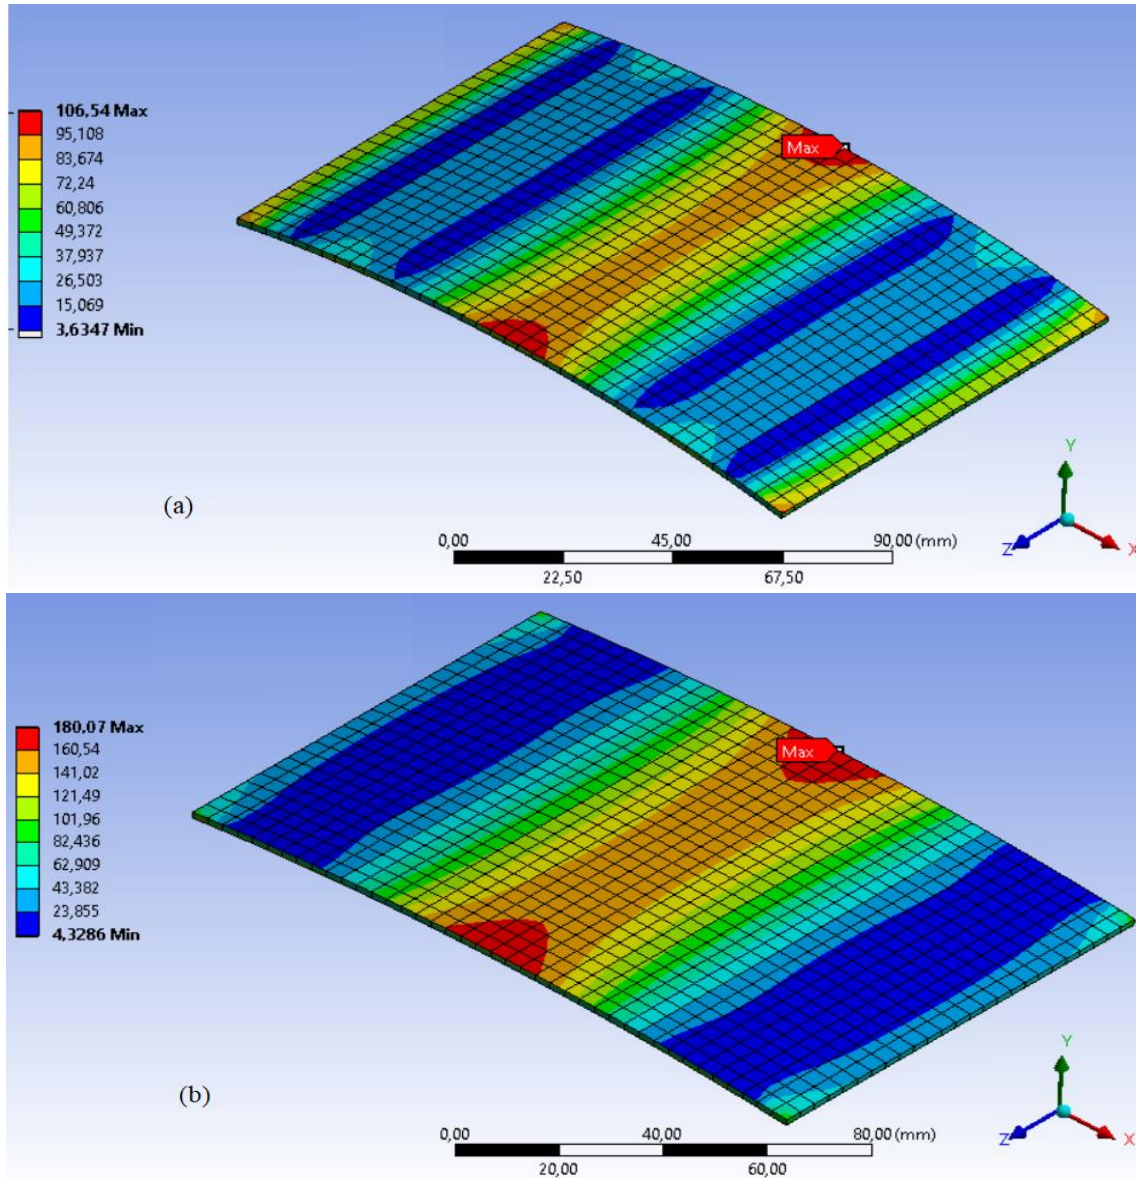 106,54 Max
95,108
83,674
72,24
60,806
49,372
37,937
26,503
15,069
3,6347 Min
Max
(a)
0,00 45,00 90,00 (mm)
22,50 67,50
Y
Z X
180,07 Max
160,54
141,02
121,49
101,96
82,436
62,909
43,382
23,855
4,3286 Min
Max
(b)
0,00 40,00 80,00 (mm)
20,00 60,00
Y
Z X